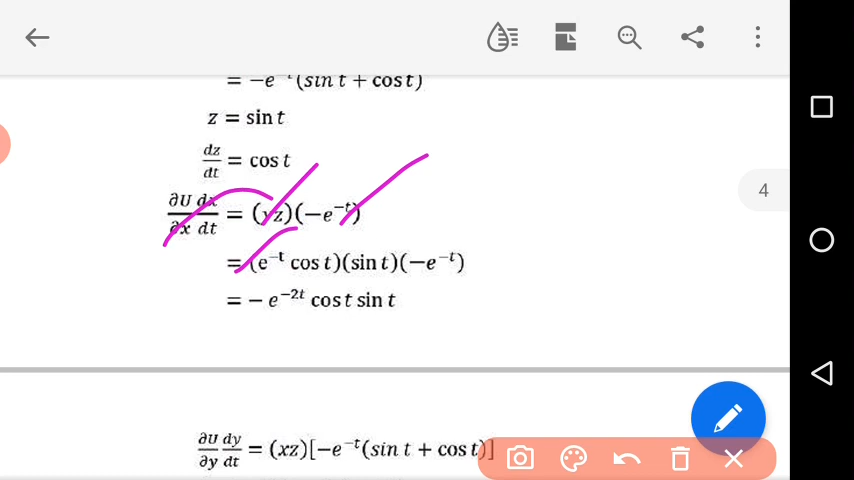 = −e⁻ᵗ(sin t + cos t)
z = sin t
dz/dt = cos t
∂U/∂x dx/dt = (yz)(−e⁻ᵗ)
= (e⁻ᵗ cos t)(sin t)(−e⁻ᵗ)
= − e⁻²ᵗ cos t sin t
4
∂U/∂y dy/dt = (xz)[−e⁻ᵗ(sin t + cos t)]